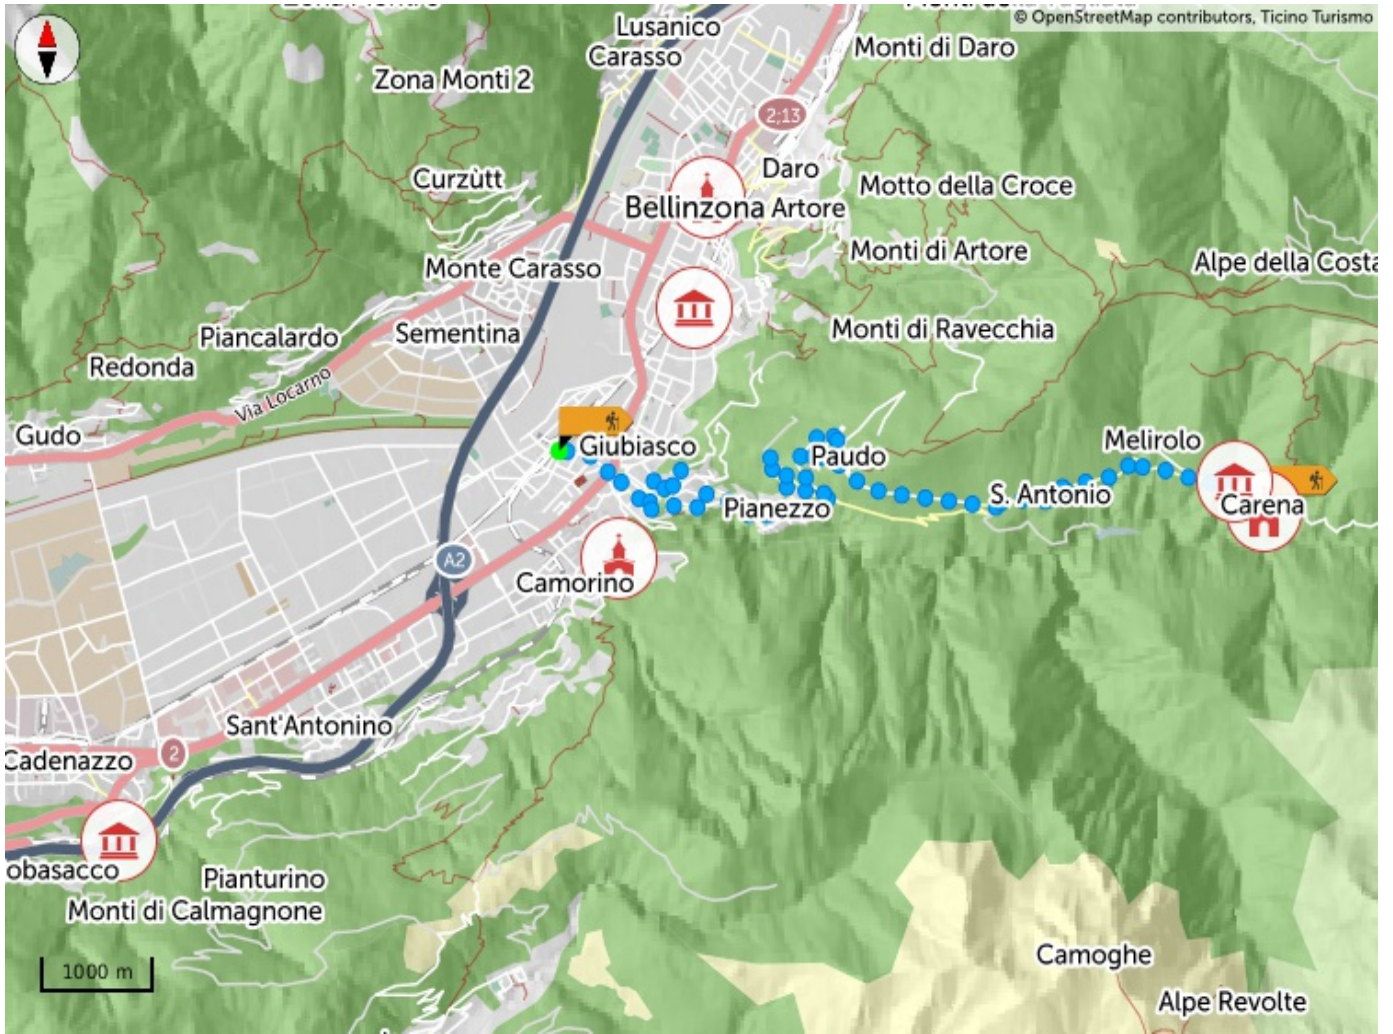 © OpenStreetMap contributors, Ticino Turismo
Lusanico
Carasso
Monti di Daro
Zona Monti 2
2;13
Daro
Curzùtt
Motto della Croce
Bellinzona
Artore
Monti di Artore
Alpe della Costa
Monte Carasso
Monti di Ravecchia
Piancalardo
Sementina
Redonda
Via Locarno
Gudo
Giubiasco
Paudo
Melirolo
S. Antonio
Carena
Pianezzo
A2
Camorino
Sant'Antonino
2
Cadenazzo
obasacco
Pianturino
Monti di Calmagnone
1000 m
Camoghe
Alpe Revolte